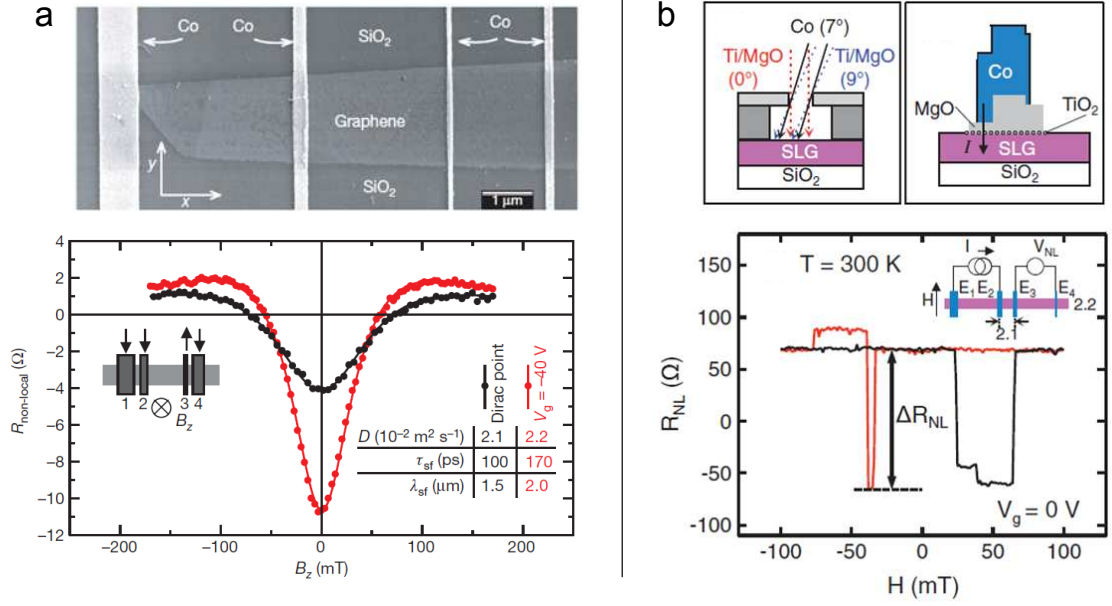 a
Co
Co
SiO₂
Co
Graphene
y
x
SiO₂
1 μm
4
2
0
−2
−4
−6
−8
−10
−12
R_non-local (Ω)
1 2 3 4
B_z
Dirac point
V_g = −40 V
D (10⁻² m² s⁻¹) 2.1 2.2
τ_sf (ps) 100 170
λ_sf (μm) 1.5 2.0
−200 −100 0 100 200
B_z (mT)
b
Co (7°)
Ti/MgO
(0°)
Ti/MgO
(9°)
SLG
SiO₂
Co
MgO
TiO₂
I
SLG
SiO₂
150
100
50
0
-50
-100
R_NL (Ω)
T = 300 K
I
V_NL
H
E₁ E₂ E₃ E₄
2.2
2.1
ΔR_NL
V_g = 0 V
-100 -50 0 50 100
H (mT)